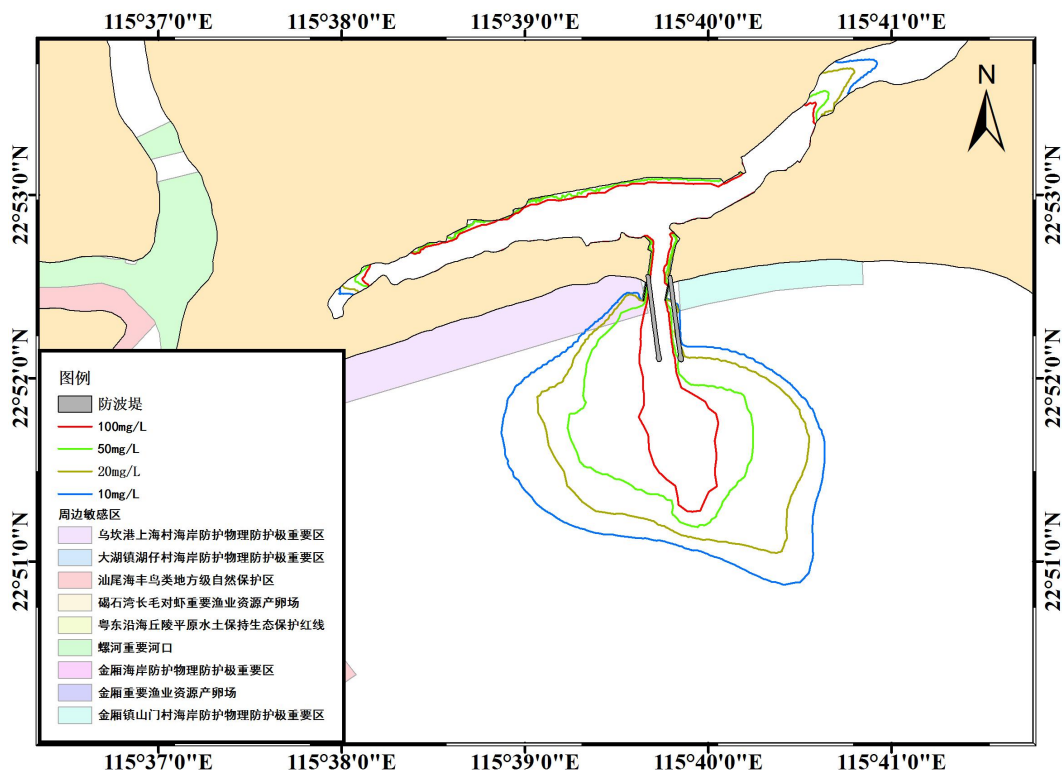 115°37'0"E 115°38'0"E 115°39'0"E 115°40'0"E 115°41'0"E
N
22°53'0"N 22°53'0"N
22°52'0"N 22°52'0"N
22°51'0"N 22°51'0"N
图例
防波堤
100mg/L
50mg/L
20mg/L
10mg/L
周边敏感区
乌坎港上海村海岸防护物理防护极重要区
大湖镇湖仔村海岸防护物理防护极重要区
汕尾海丰鸟类地方级自然保护区
碣石湾长毛对虾重要渔业资源产卵场
粤东沿海丘陵平原水土保持生态保护红线
螺河重要河口
金厢海岸防护物理防护极重要区
金厢重要渔业资源产卵场
金厢镇山门村海岸防护物理防护极重要区
115°37'0"E 115°38'0"E 115°39'0"E 115°40'0"E 115°41'0"E